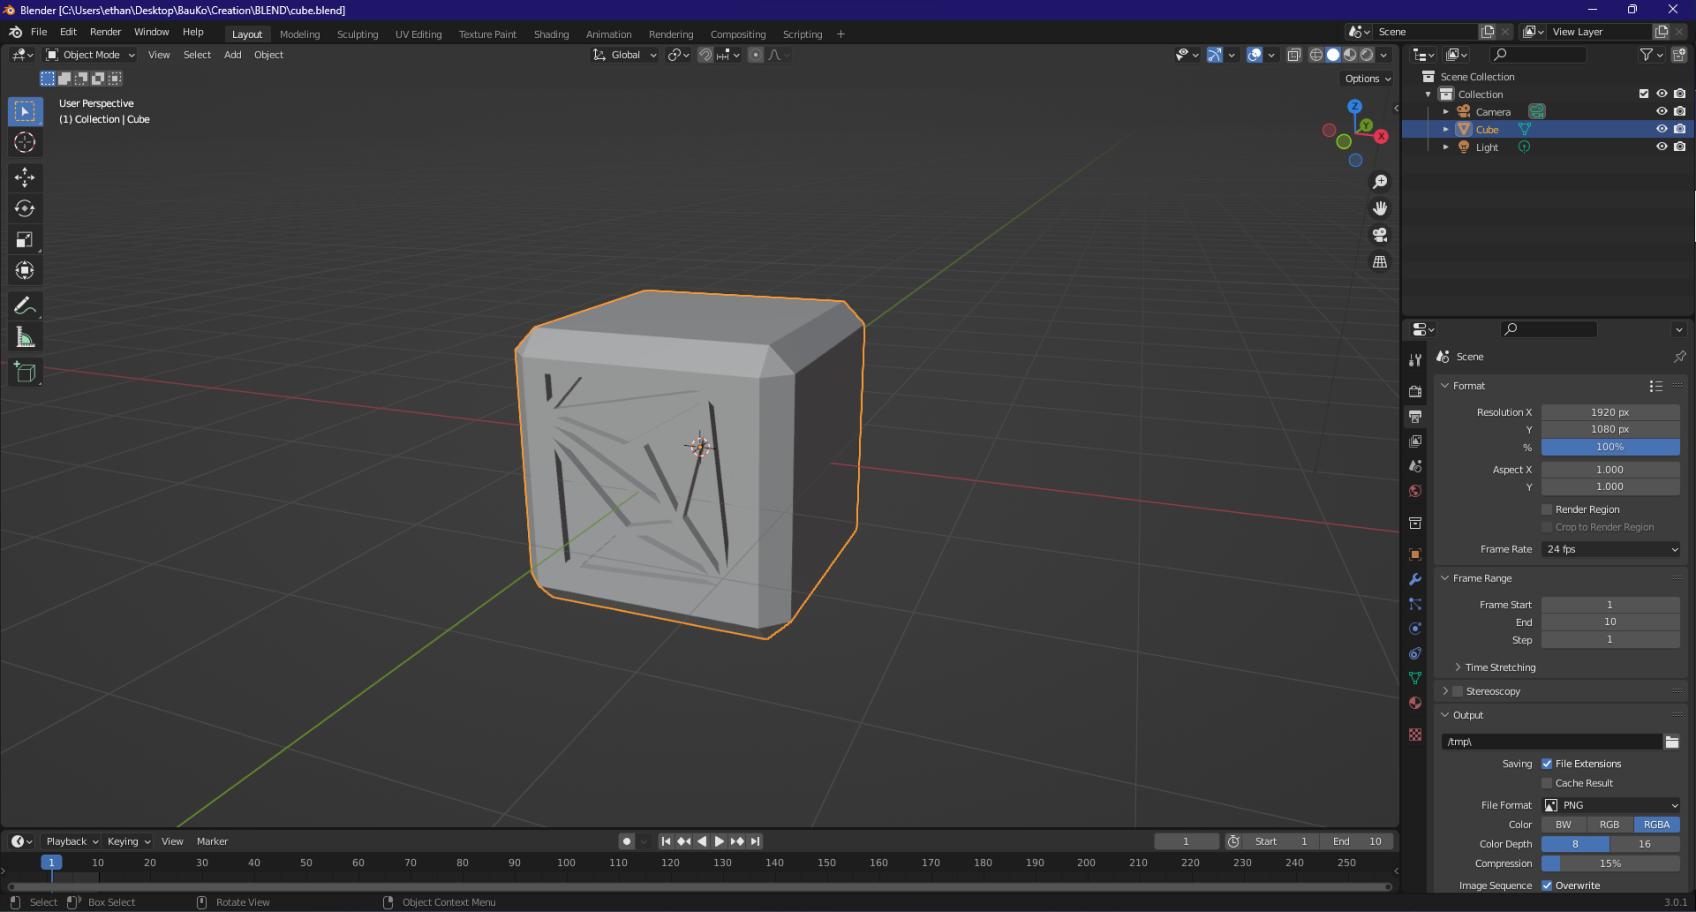 Blender [C:\Users\ethan\Desktop\BauKo\Creation\BLEND\cube.blend]
File Edit Render Window Help Layout Modeling Sculpting UV Editing Texture Paint Shading Animation Rendering Compositing Scripting + Scene View Layer
Object Mode View Select Add Object Global
Options
User Perspective
(1) Collection | Cube
Z
Y
X
Scene Collection
Collection
Camera
Cube
Light
Scene
Format
Resolution X 1920 px
Y 1080 px
% 100%
Aspect X 1.000
Y 1.000
Render Region
Crop to Render Region
Frame Rate 24 fps
Frame Range
Frame Start 1
End 10
Step 1
Time Stretching
Stereoscopy
Output
/tmp\
Saving File Extensions
Cache Result
File Format PNG
Color BW RGB RGBA
Color Depth 8 16
Compression 15%
Image Sequence Overwrite
Playback Keying View Marker 1 Start 1 End 10
1 10 20 30 40 50 60 70 80 90 100 110 120 130 140 150 160 170 180 190 200 210 220 230 240 250
Select Box Select Rotate View Object Context Menu 3.0.1